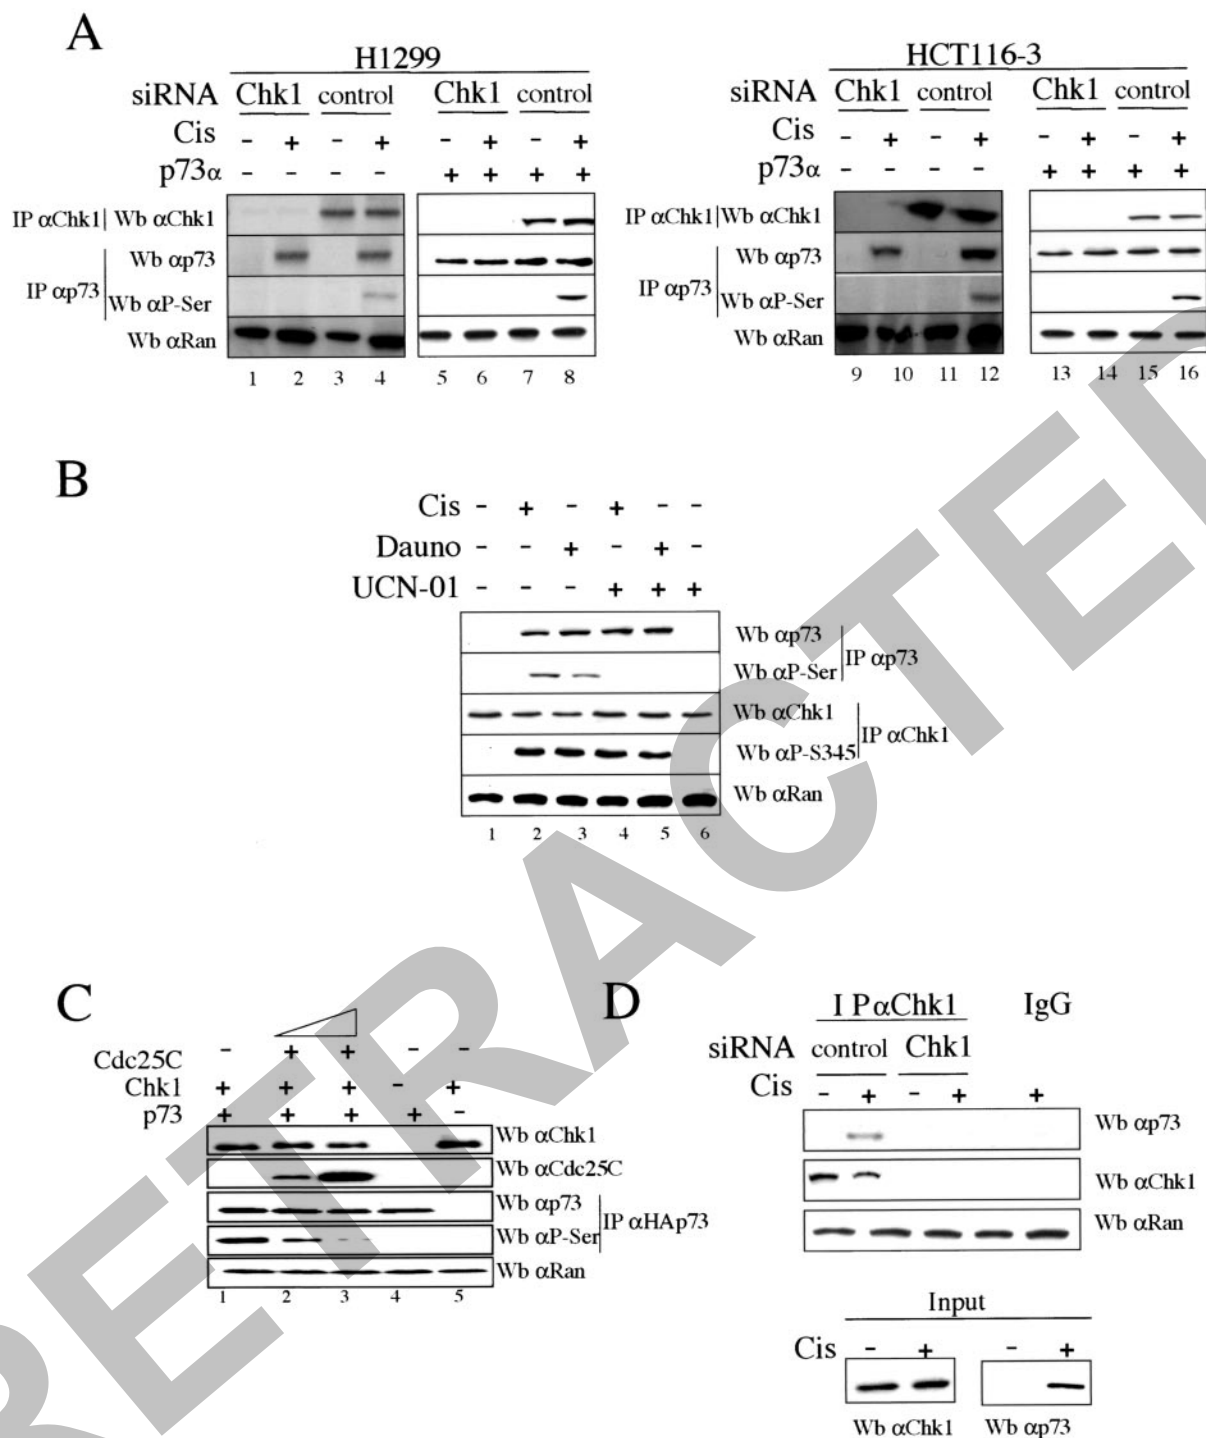 A
H1299
siRNA Chk1 control Chk1 control
Cis - + - + - + - +
p73α - - - - + + + +
IP αChk1 Wb αChk1
Wb αp73
IP αp73
Wb αP-Ser
Wb αRan
1 2 3 4 5 6 7 8
HCT116-3
siRNA Chk1 control Chk1 control
Cis - + - + - + - +
p73α - - - - + + + +
IP αChk1 Wb αChk1
Wb αp73
IP αp73
Wb αP-Ser
Wb αRan
9 10 11 12 13 14 15 16
B
Cis - + - + - -
Dauno - - + - + -
UCN-01 - - - + + +
Wb αp73
IP αp73
Wb αP-Ser
Wb αChk1
IP αChk1
Wb αP-S345
Wb αRan
1 2 3 4 5 6
C
Cdc25C - + + - -
Chk1 + + + - +
p73 + + + + -
Wb αChk1
Wb αCdc25C
Wb αp73
IP αHAp73
Wb αP-Ser
Wb αRan
1 2 3 4 5
D
I P αChk1 IgG
siRNA control Chk1
Cis - + - + +
Wb αp73
Wb αChk1
Wb αRan
Input
Cis - + - +
Wb αChk1 Wb αp73
RETRACTED